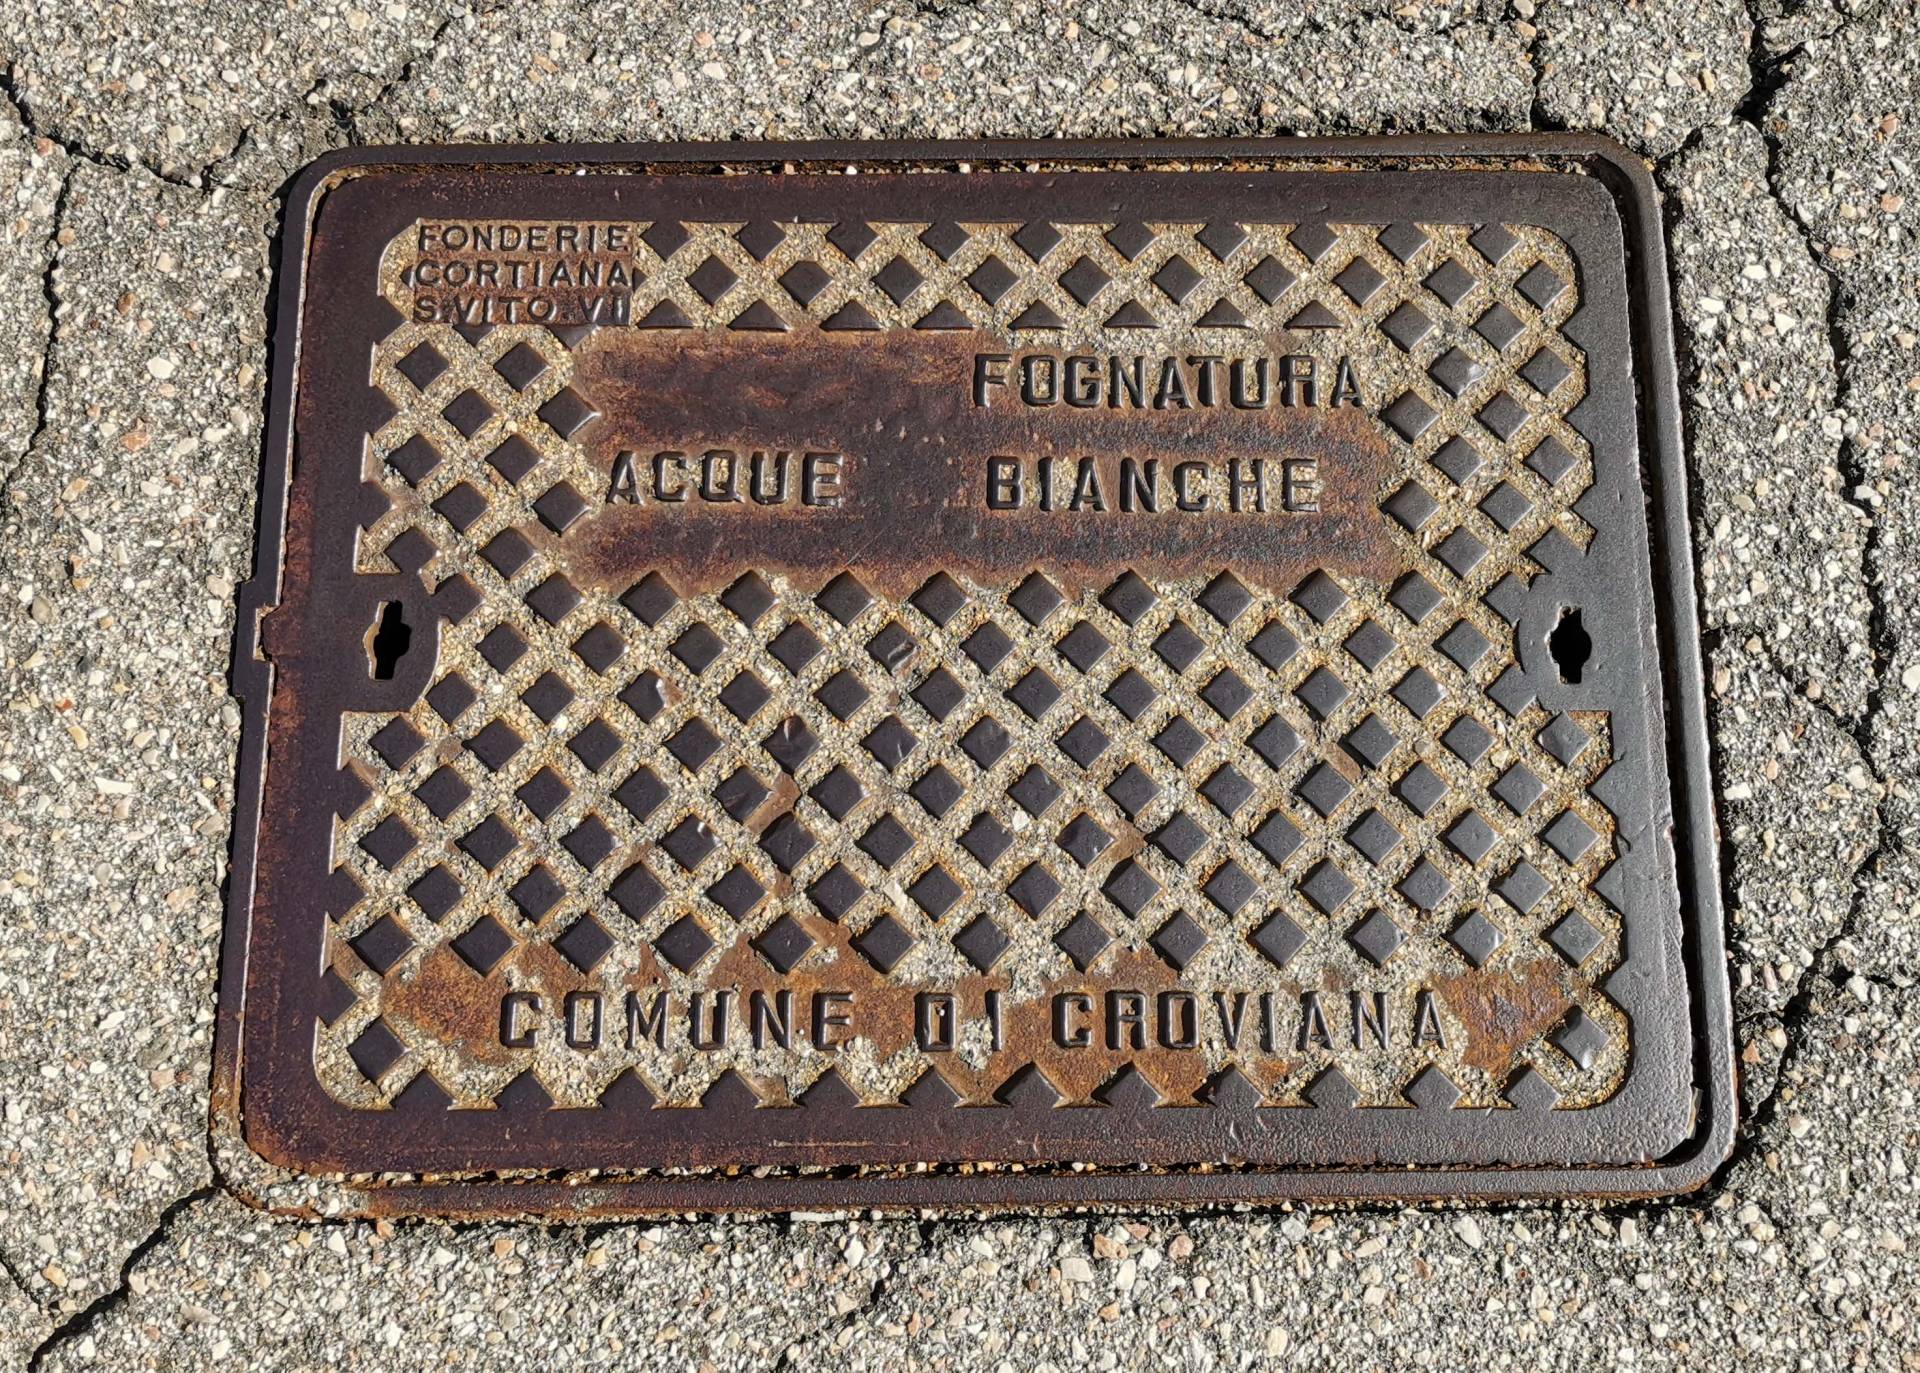 FONDERIE
CORTIANA
S.VITO.VI
FOGNATURA
ACQUE BIANCHE
COMUNE DI CROVIANA